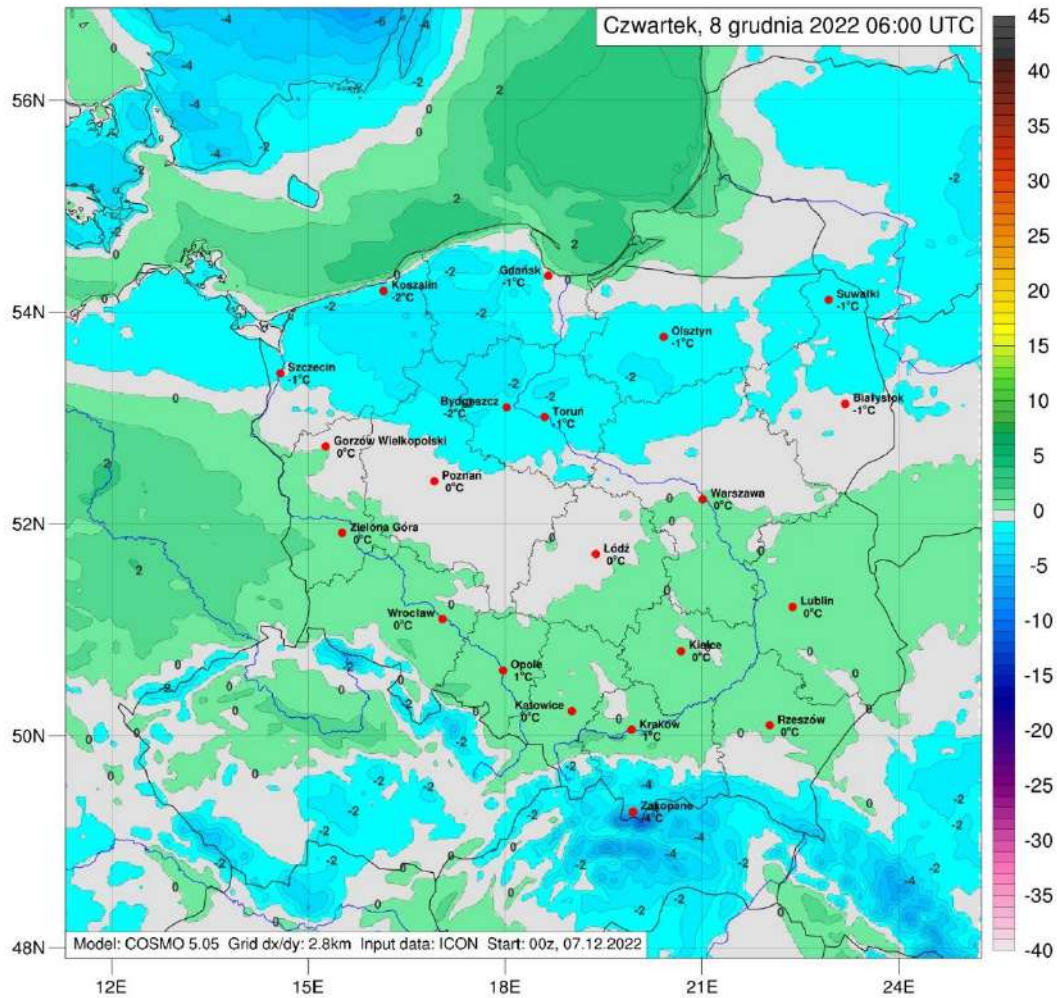 Czwartek, 8 grudnia 2022 06:00 UTC
45
40
35
30
25
20
15
10
5
0
-5
-10
-15
-20
-25
-30
-35
-40
56N
54N
52N
50N
48N
Gdańsk
-1°C
Koszalin
-2°C
Suwałki
-1°C
Olsztyn
-1°C
Szczecin
-1°C
Bydgoszcz
-2°C
Toruń
-1°C
Białystok
-1°C
Gorzów Wielkopolski
0°C
Poznań
0°C
Warszawa
0°C
Zielona Góra
0°C
Łódź
0°C
Lublin
0°C
Wrocław
0°C
Kielce
0°C
Opole
1°C
Katowice
0°C
Kraków
1°C
Rzeszów
0°C
Zakopane
-4°C
Model: COSMO 5.05 Grid dx/dy: 2.8km Input data: ICON Start: 00z, 07.12.2022
12E
15E
18E
21E
24E